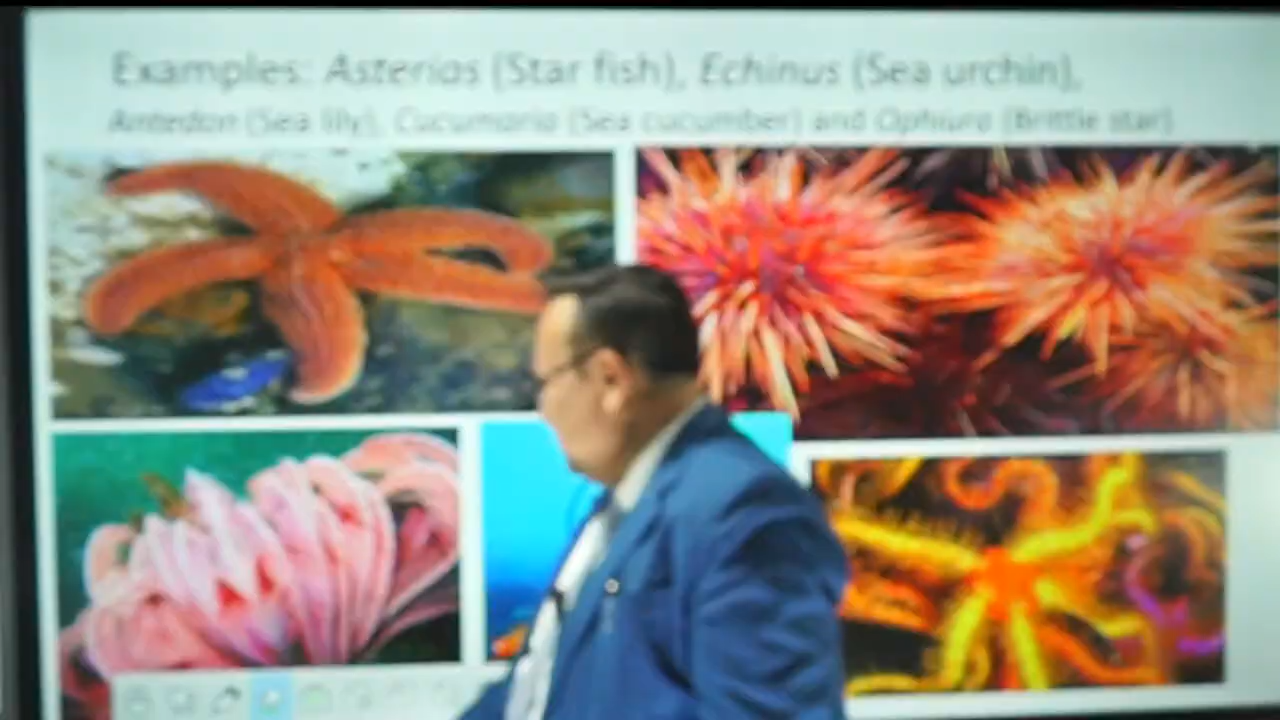 Examples: Asterias (Star fish), Echinus (Sea urchin),
Antedon (Sea lily), Cucumaria (Sea cucumber) and Ophiura (Brittle star)